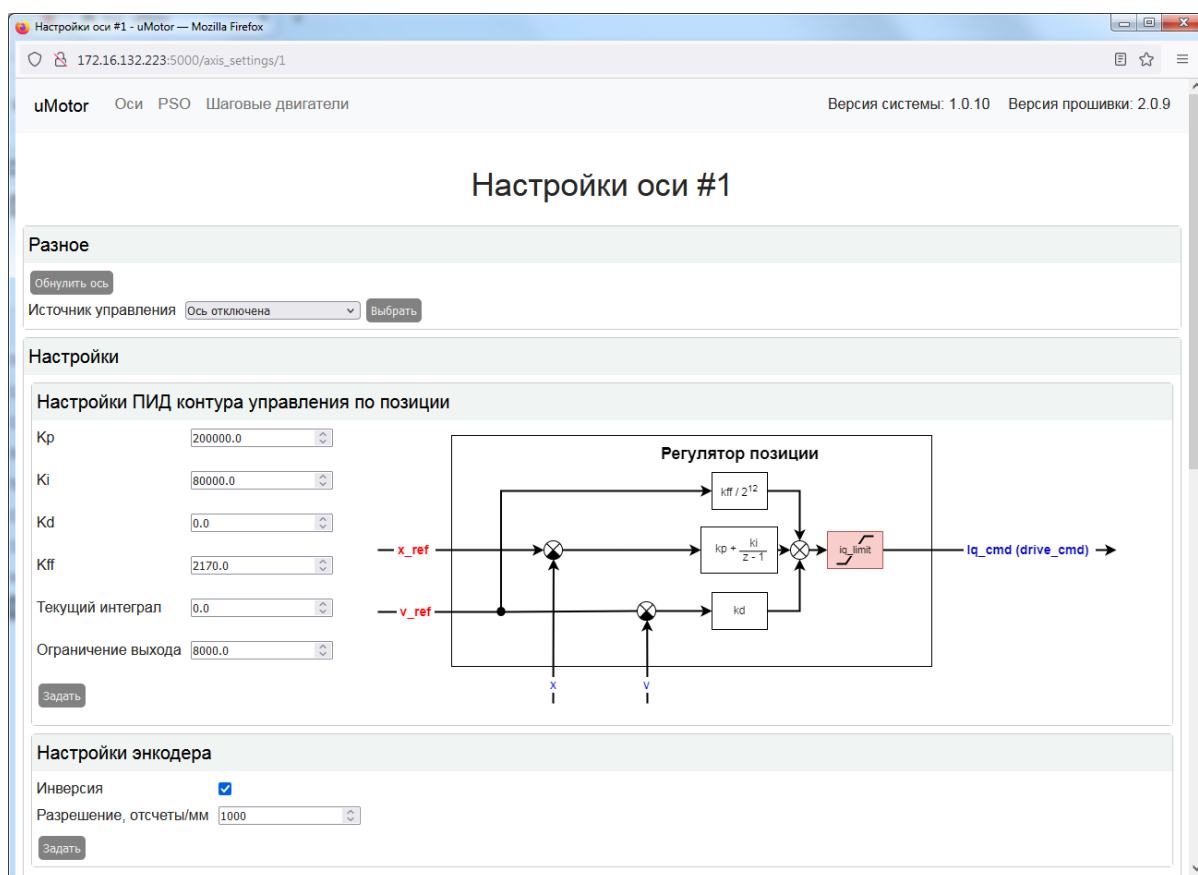 Настройки оси #1 - uMotor — Mozilla Firefox
172.16.132.223:5000/axis_settings/1
uMotor Оси PSO Шаговые двигатели Версия системы: 1.0.10 Версия прошивки: 2.0.9
Настройки оси #1
Разное
Обнулить ось
Источник управления Ось отключена Выбрать
Настройки
Настройки ПИД контура управления по позиции
Kp 200000.0
Ki 80000.0
Kd 0.0
Kff 2170.0
Текущий интеграл 0.0
Ограничение выхода 8000.0
Задать
Регулятор позиции
kff / 2^12
x_ref
kp + ki / z - 1
iq_limit
Iq_cmd (drive_cmd)
v_ref
kd
x
v
Настройки энкодера
Инверсия
Разрешение, отсчеты/мм 1000
Задать